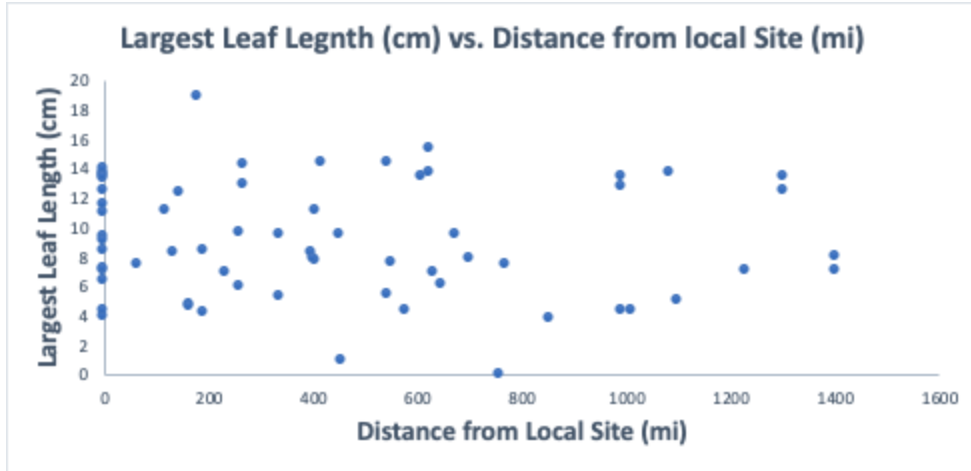 Largest Leaf Legnth (cm) vs. Distance from local Site (mi)
Largest Leaf Length (cm)
20
18
16
14
12
10
8
6
4
2
0
0 200 400 600 800 1000 1200 1400 1600
Distance from Local Site (mi)